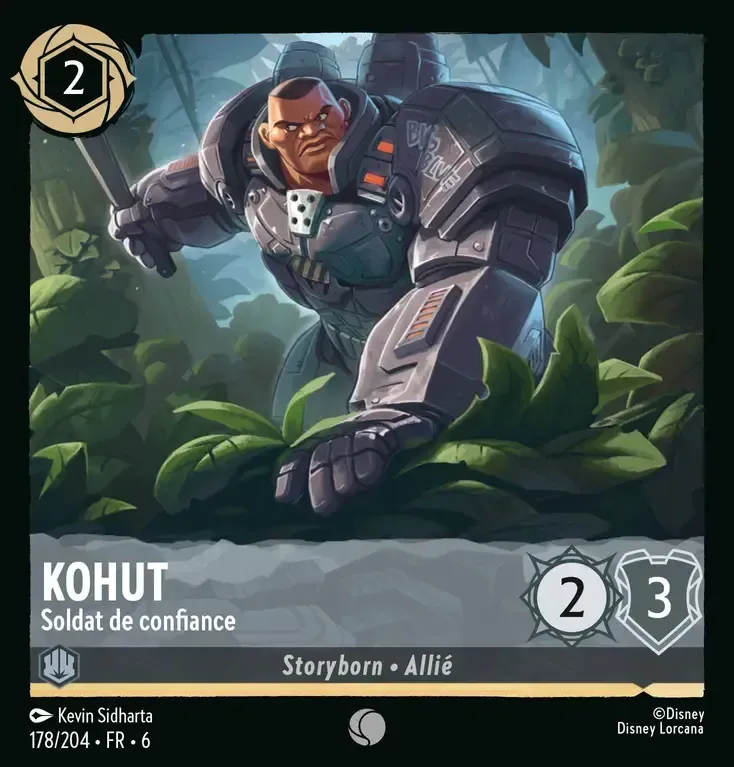 2
KOHUT
Soldat de confiance
2
3
Storyborn • Allié
Kevin Sidharta
178/204 • FR • 6
©Disney
Disney Lorcana